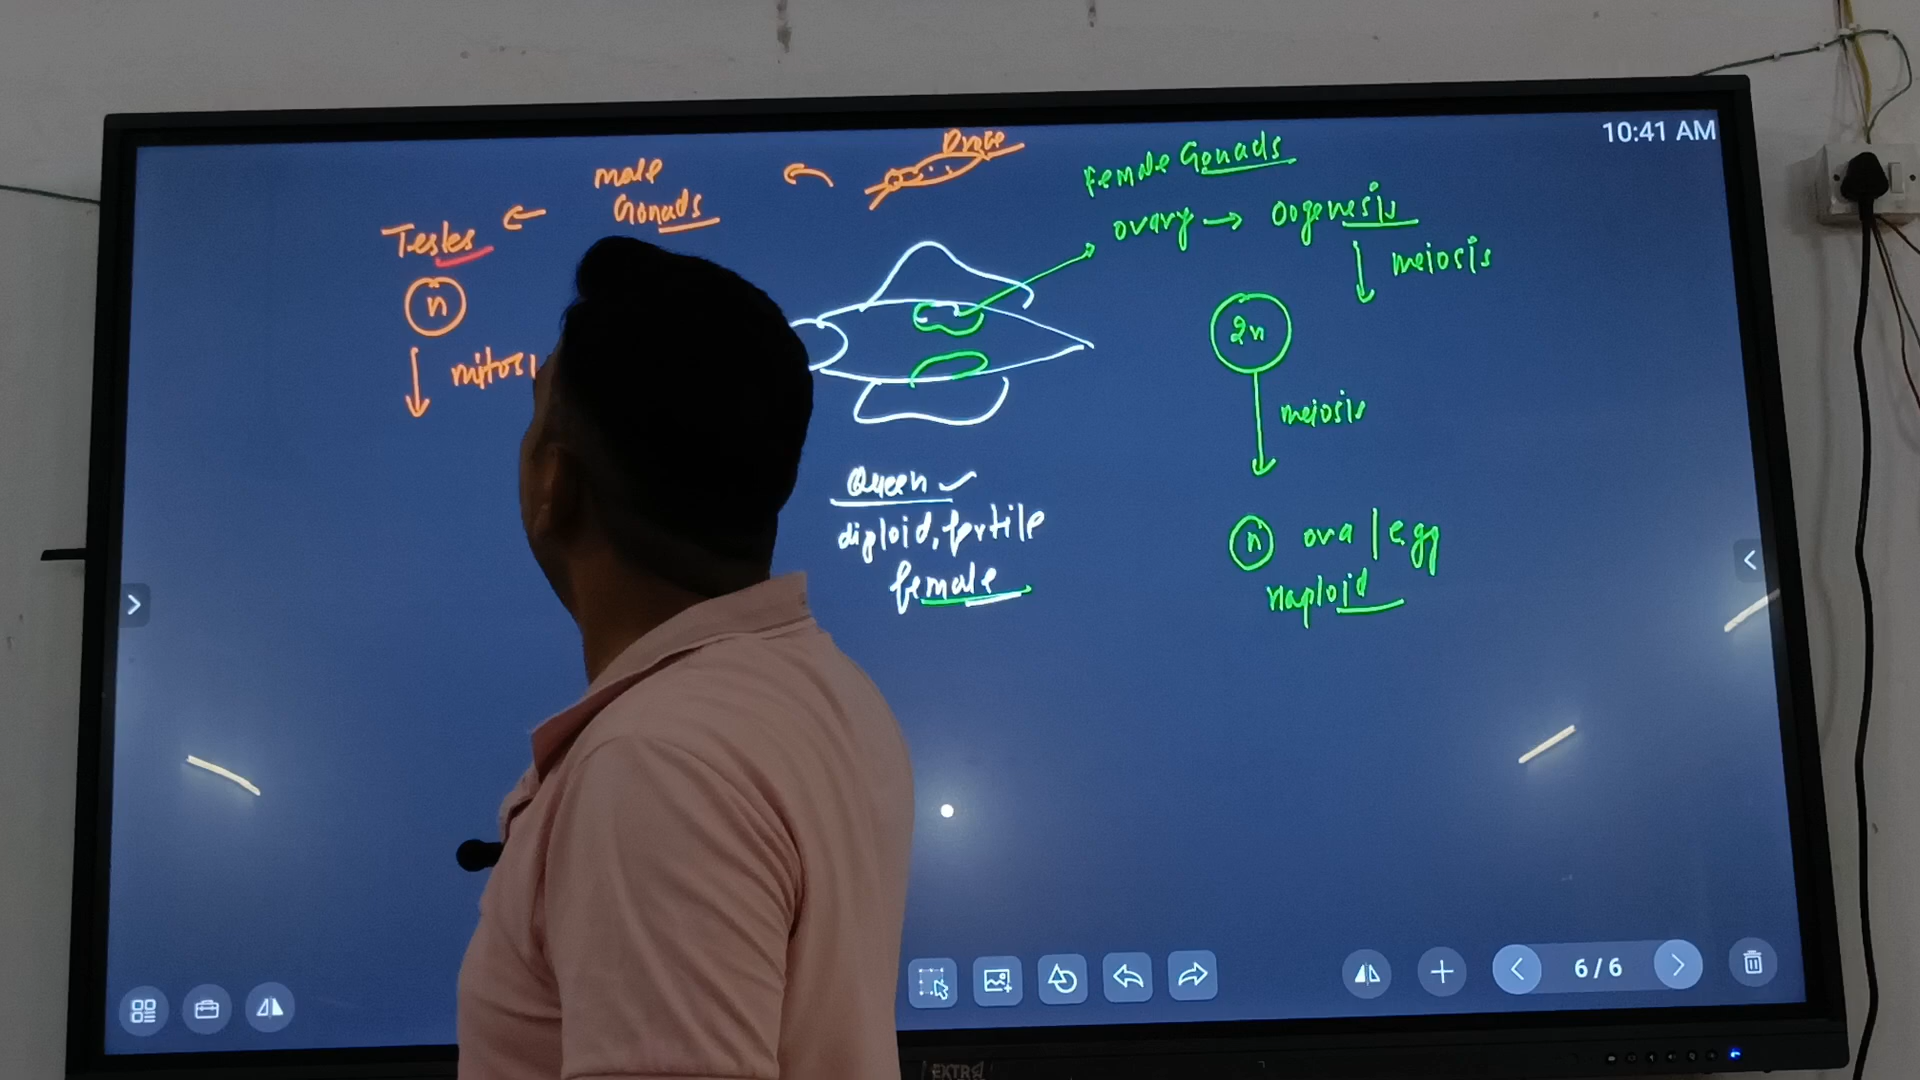 10:41 AM
Drone
male
Gonads
Testes
n
mitosi
Female Gonads
ovary → oogenesis
meiosis
2n
meiosis
n ova / egg
haploid
Queen ✓
diploid, fertile
female
6/6
EXTRA